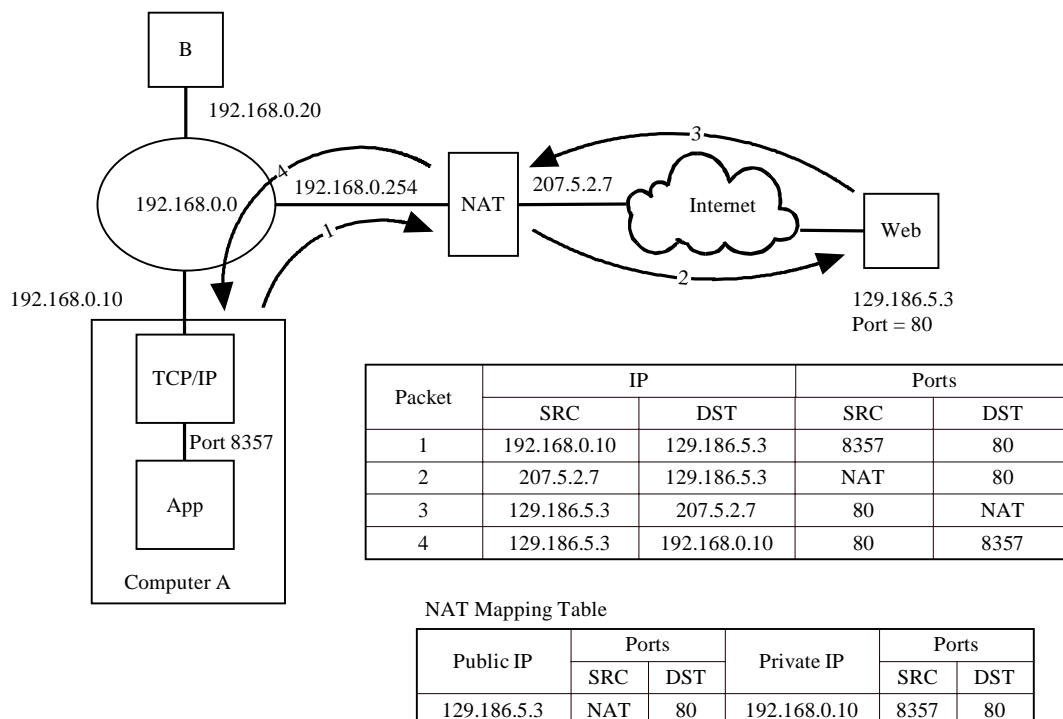 B
192.168.0.20
192.168.0.0
4
192.168.0.254
1
NAT
207.5.2.7
3
Internet
2
Web
129.186.5.3
Port = 80
192.168.0.10
TCP/IP
Port 8357
App
Computer A
Packet IP Ports
SRC DST SRC DST
1 192.168.0.10 129.186.5.3 8357 80
2 207.5.2.7 129.186.5.3 NAT 80
3 129.186.5.3 207.5.2.7 80 NAT
4 129.186.5.3 192.168.0.10 80 8357
NAT Mapping Table
Public IP Ports Private IP Ports
SRC DST SRC DST
129.186.5.3 NAT 80 192.168.0.10 8357 80